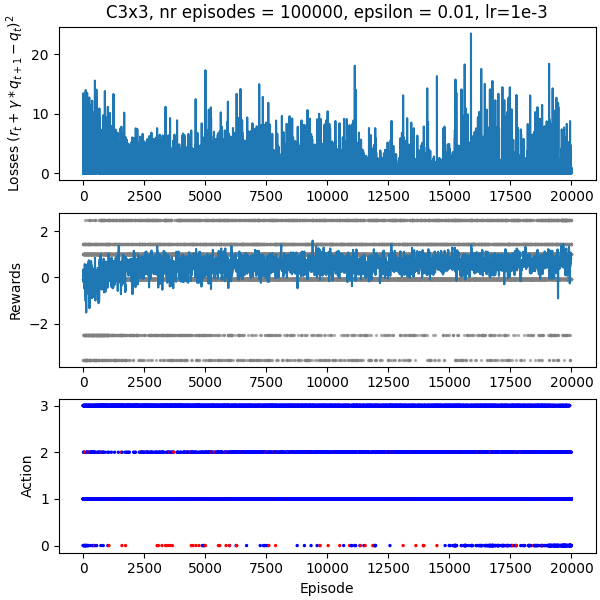 C3x3, nr episodes = 100000, epsilon = 0.01, lr=1e-3
Losses $(r_t + \gamma * q_{t+1} - q_t)^2$
20
10
0
0 2500 5000 7500 10000 12500 15000 17500 20000
Rewards
2
0
−2
0 2500 5000 7500 10000 12500 15000 17500 20000
Action
3
2
1
0
0 2500 5000 7500 10000 12500 15000 17500 20000
Episode